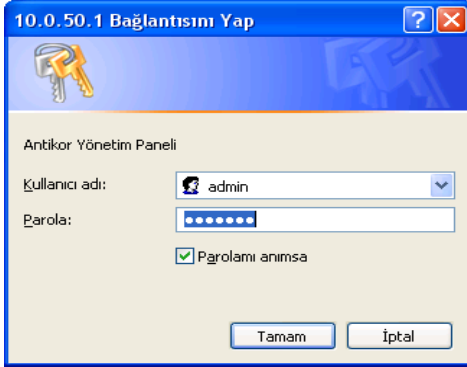 10.0.50.1 Bağlantısını Yap
Antikor Yönetim Paneli
Kullanıcı adı:
admin
Parola:
●●●●●●●
Parolamı anımsa
Tamam
İptal